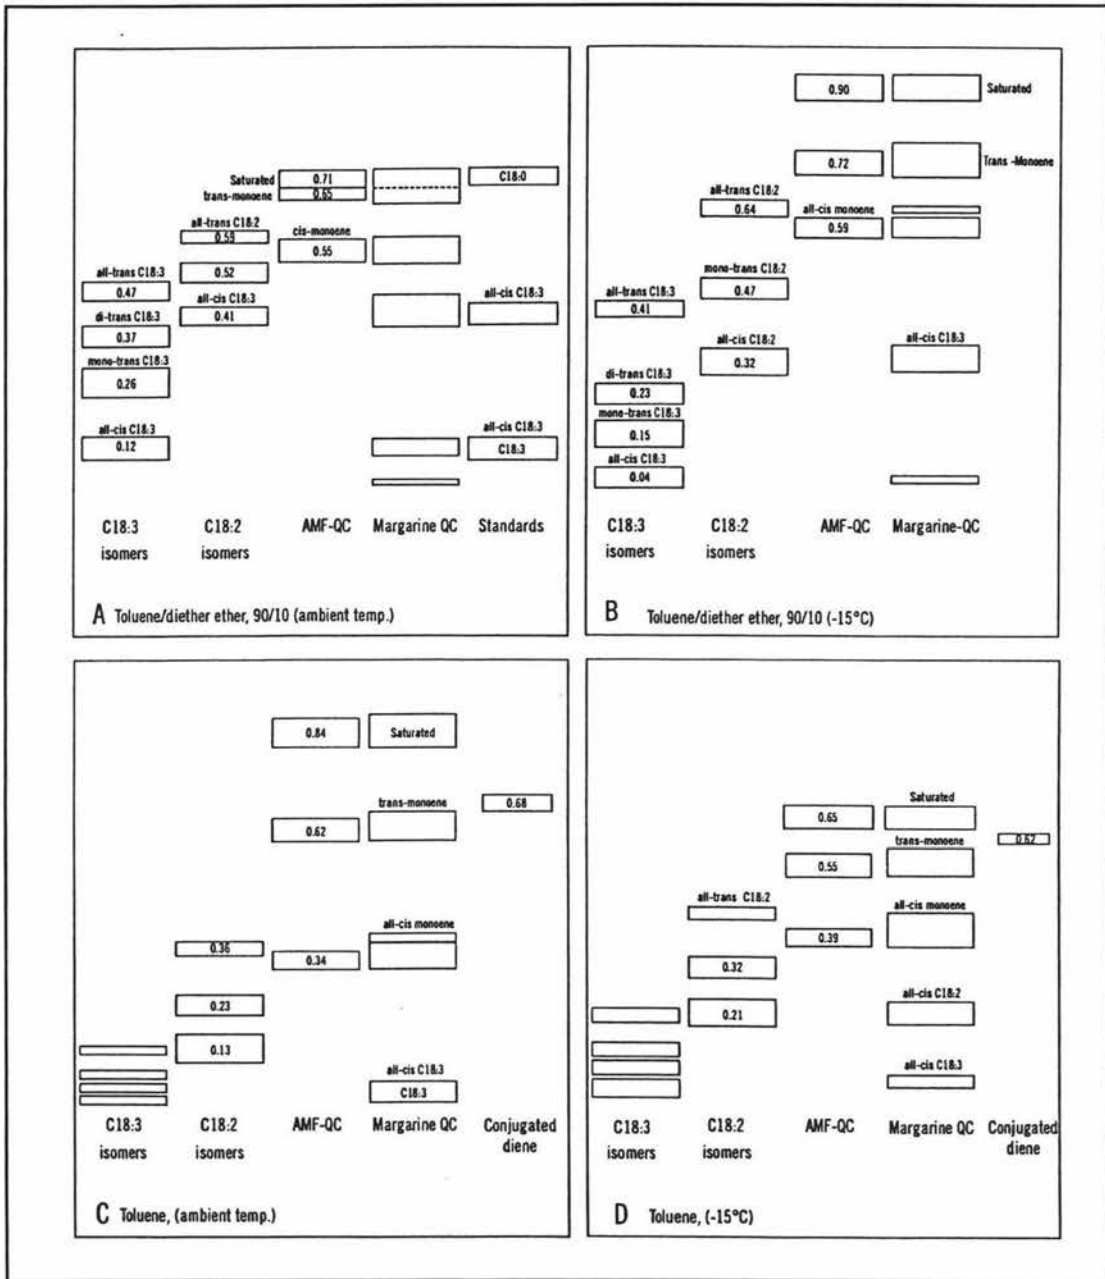 Saturated
0.71
C18:0
trans-monoene
0.65
all-trans C18:2
0.59
cis-monoene
0.55
all-trans C18:3
0.52
0.47
all-cis C18:3
all-cis C18:3
di-trans C18:3
0.41
0.37
mono-trans C18:3
0.26
all-cis C18:3
all-cis C18:3
0.12
C18:3
C18:3
isomers
C18:2
isomers
AMF-QC
Margarine QC
Standards
A Toluene/diether ether, 90/10 (ambient temp.)
0.90
Saturated
0.72
Trans -Monoene
all-trans C18:2
0.64
all-cis monoene
0.59
mono-trans C18:2
0.47
all-trans C18:3
0.41
all-cis C18:2
0.32
all-cis C18:3
di-trans C18:3
0.23
mono-trans C18:3
0.15
all-cis C18:3
0.04
C18:3
isomers
C18:2
isomers
AMF-QC
Margarine-QC
B Toluene/diether ether, 90/10 (-15°C)
0.84
Saturated
trans-monoene
0.68
0.62
all-cis monoene
0.36
0.34
0.23
0.13
all-cis C18:3
C18:3
C18:3
isomers
C18:2
isomers
AMF-QC
Margarine QC
Conjugated
diene
C Toluene, (ambient temp.)
Saturated
0.65
trans-monoene
0.62
0.55
all-trans C18:2
all-cis monoene
0.39
0.32
all-cis C18:2
0.21
all-cis C18:3
C18:3
isomers
C18:2
isomers
AMF-QC
Margarine QC
Conjugated
diene
D Toluene, (-15°C)